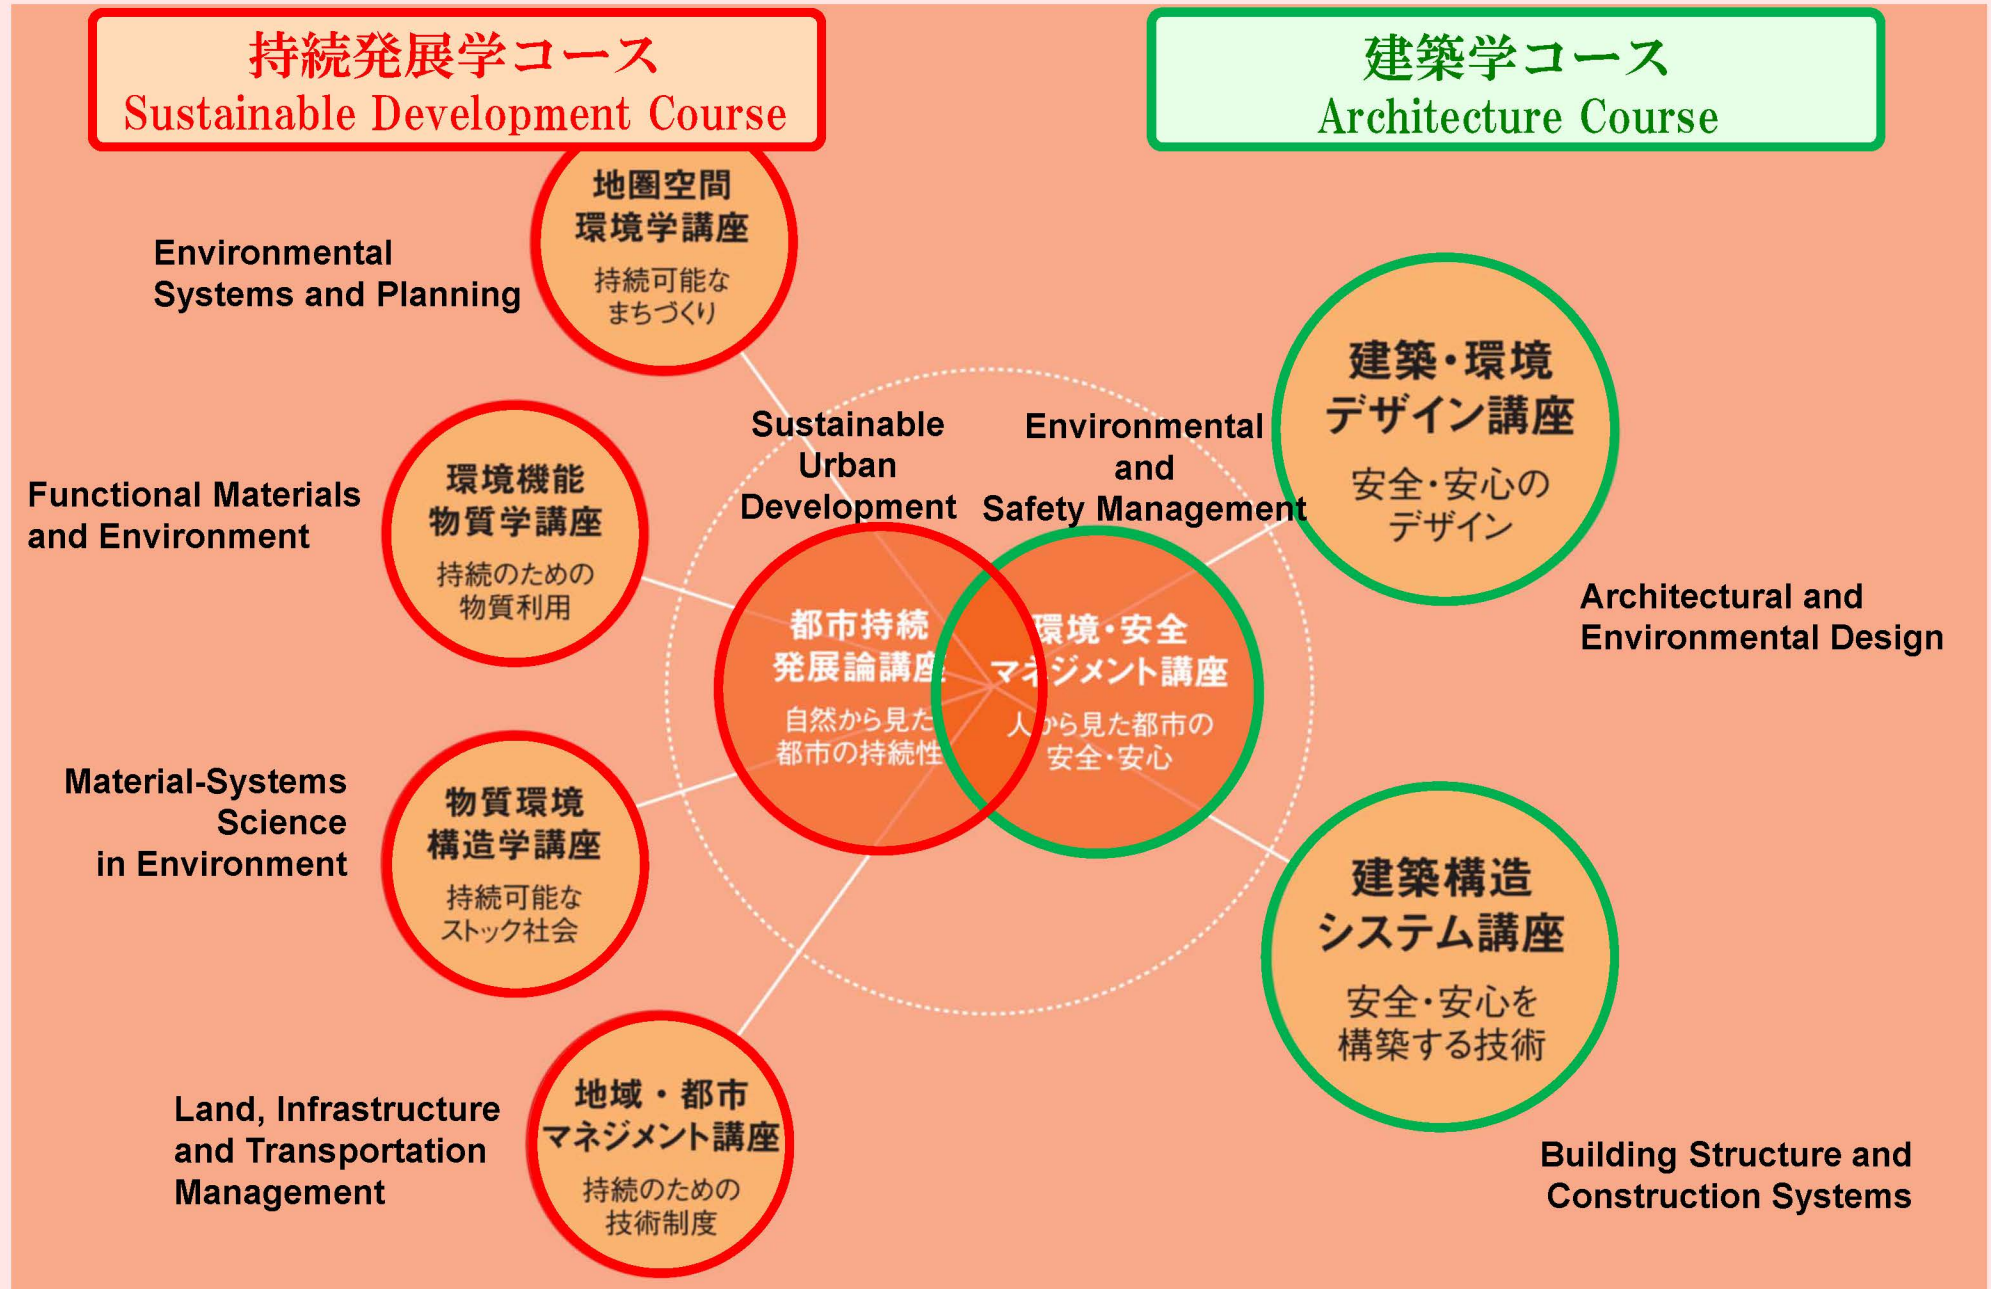 持続発展学コース
Sustainable Development Course
建築学コース
Architecture Course
地圏空間
環境学講座
持続可能な
まちづくり
Environmental
Systems and Planning
環境機能
物質学講座
持続のための
物質利用
Functional Materials
and Environment
物質環境
構造学講座
持続可能な
ストック社会
Material-Systems
Science
in Environment
地域・都市
マネジメント講座
持続のための
技術制度
Land, Infrastructure
and Transportation
Management
Sustainable
Urban
Development
都市持続
発展論講座
自然から見た
都市の持続性
Environmental
and
Safety Management
環境・安全
マネジメント講座
人から見た都市の
安全・安心
建築・環境
デザイン講座
安全・安心の
デザイン
Architectural and
Environmental Design
建築構造
システム講座
安全・安心を
構築する技術
Building Structure and
Construction Systems